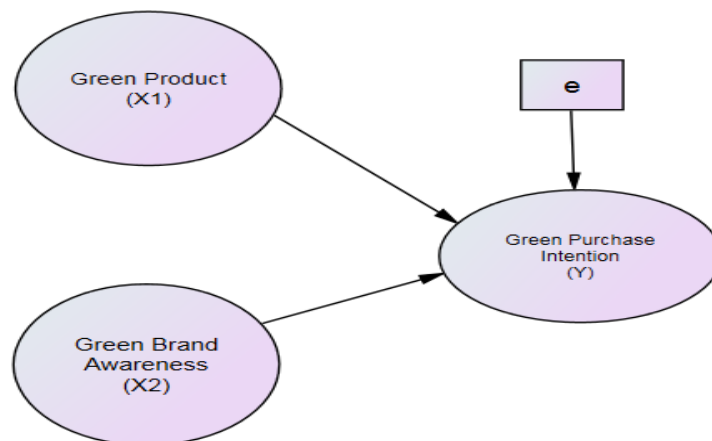 Green Product
(X1)
e
Green Purchase
Intention
(Y)
Green Brand
Awareness
(X2)